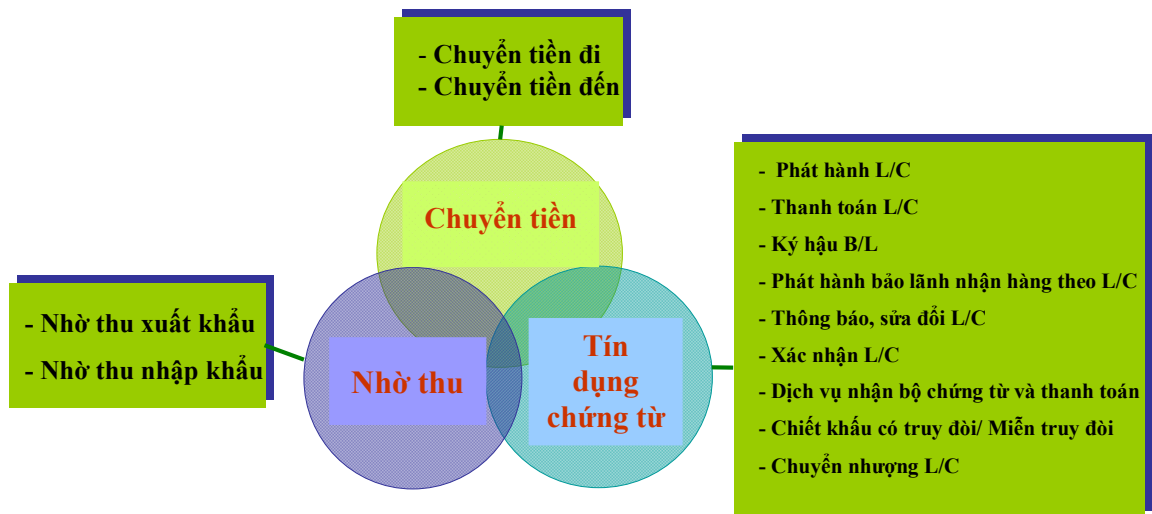 - Chuyển tiền đi
- Chuyển tiền đến
Chuyển tiền
- Nhờ thu xuất khẩu
- Nhờ thu nhập khẩu
Nhờ thu
Tín
dụng
chứng từ
- Phát hành L/C
- Thanh toán L/C
- Ký hậu B/L
- Phát hành bảo lãnh nhận hàng theo L/C
- Thông báo, sửa đổi L/C
- Xác nhận L/C
- Dịch vụ nhận bộ chứng từ và thanh toán
- Chiết khấu có truy đòi/ Miễn truy đòi
- Chuyển nhượng L/C